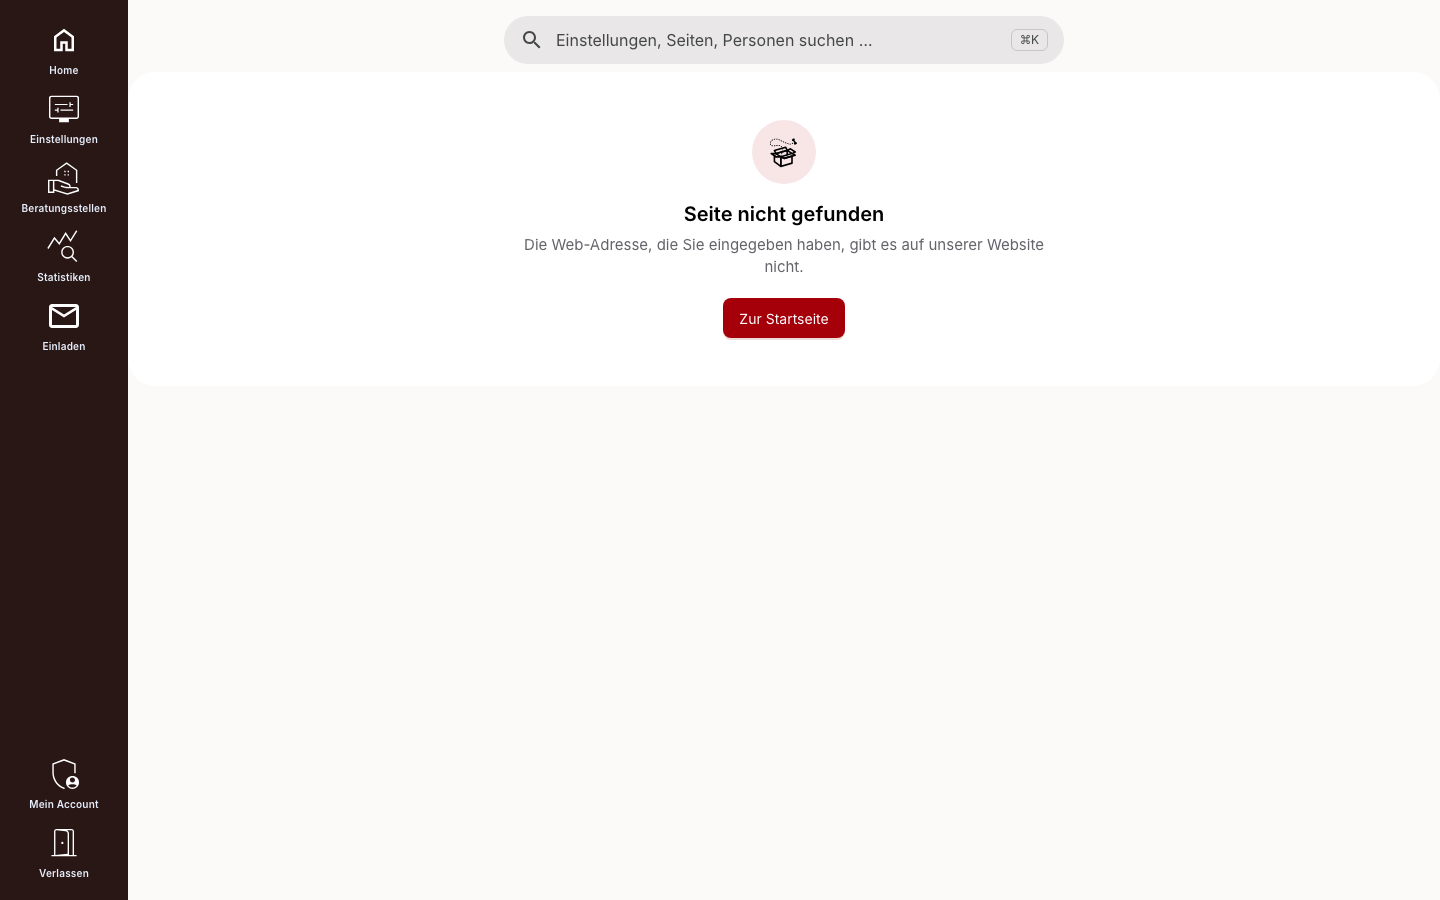 Home
Einstellungen
Beratungsstellen
Statistiken
Einladen
Mein Account
Verlassen
Einstellungen, Seiten, Personen suchen ...
⌘K
Seite nicht gefunden
Die Web-Adresse, die Sie eingegeben haben, gibt es auf unserer Website
nicht.
Zur Startseite